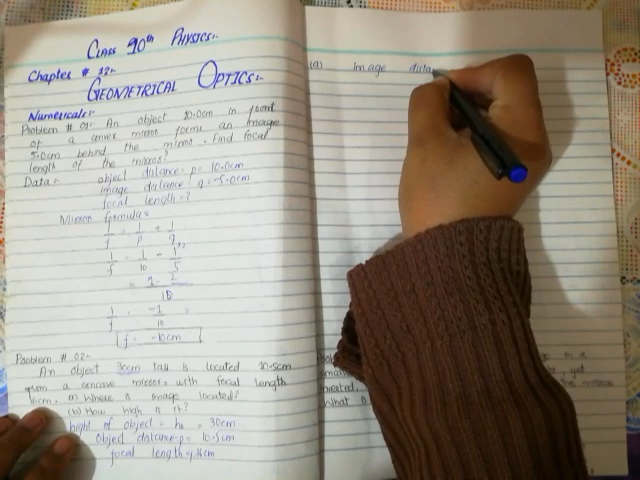 CLASS 10th PHYSICS:-
Chapter # 12:-
GEOMETRICAL OPTICS:-
Numericals:-
Problem # 01:- An object 10.0cm in front
of a convex mirror forms an image
5.0cm behind the mirror. Find focal
length of the mirror?
Data:- object distance = p = 10.0cm
image distance = q = -5.0cm
focal length = ?
Mirror formula =
1/f = 1/p + 1/q
1/f = 1/10 - 1/5
= 1 - 2
10
1/f = -1/10
f = -10cm
Problem # 02:-
An object 30cm tall is located 10.5cm
from a concave mirror with focal length
16cm. a) Where is image located?
(b) How high is it?
hight of object = ho = 30cm
Object distance = p = 10.5cm
focal length = 16cm
(a) Image dista
What